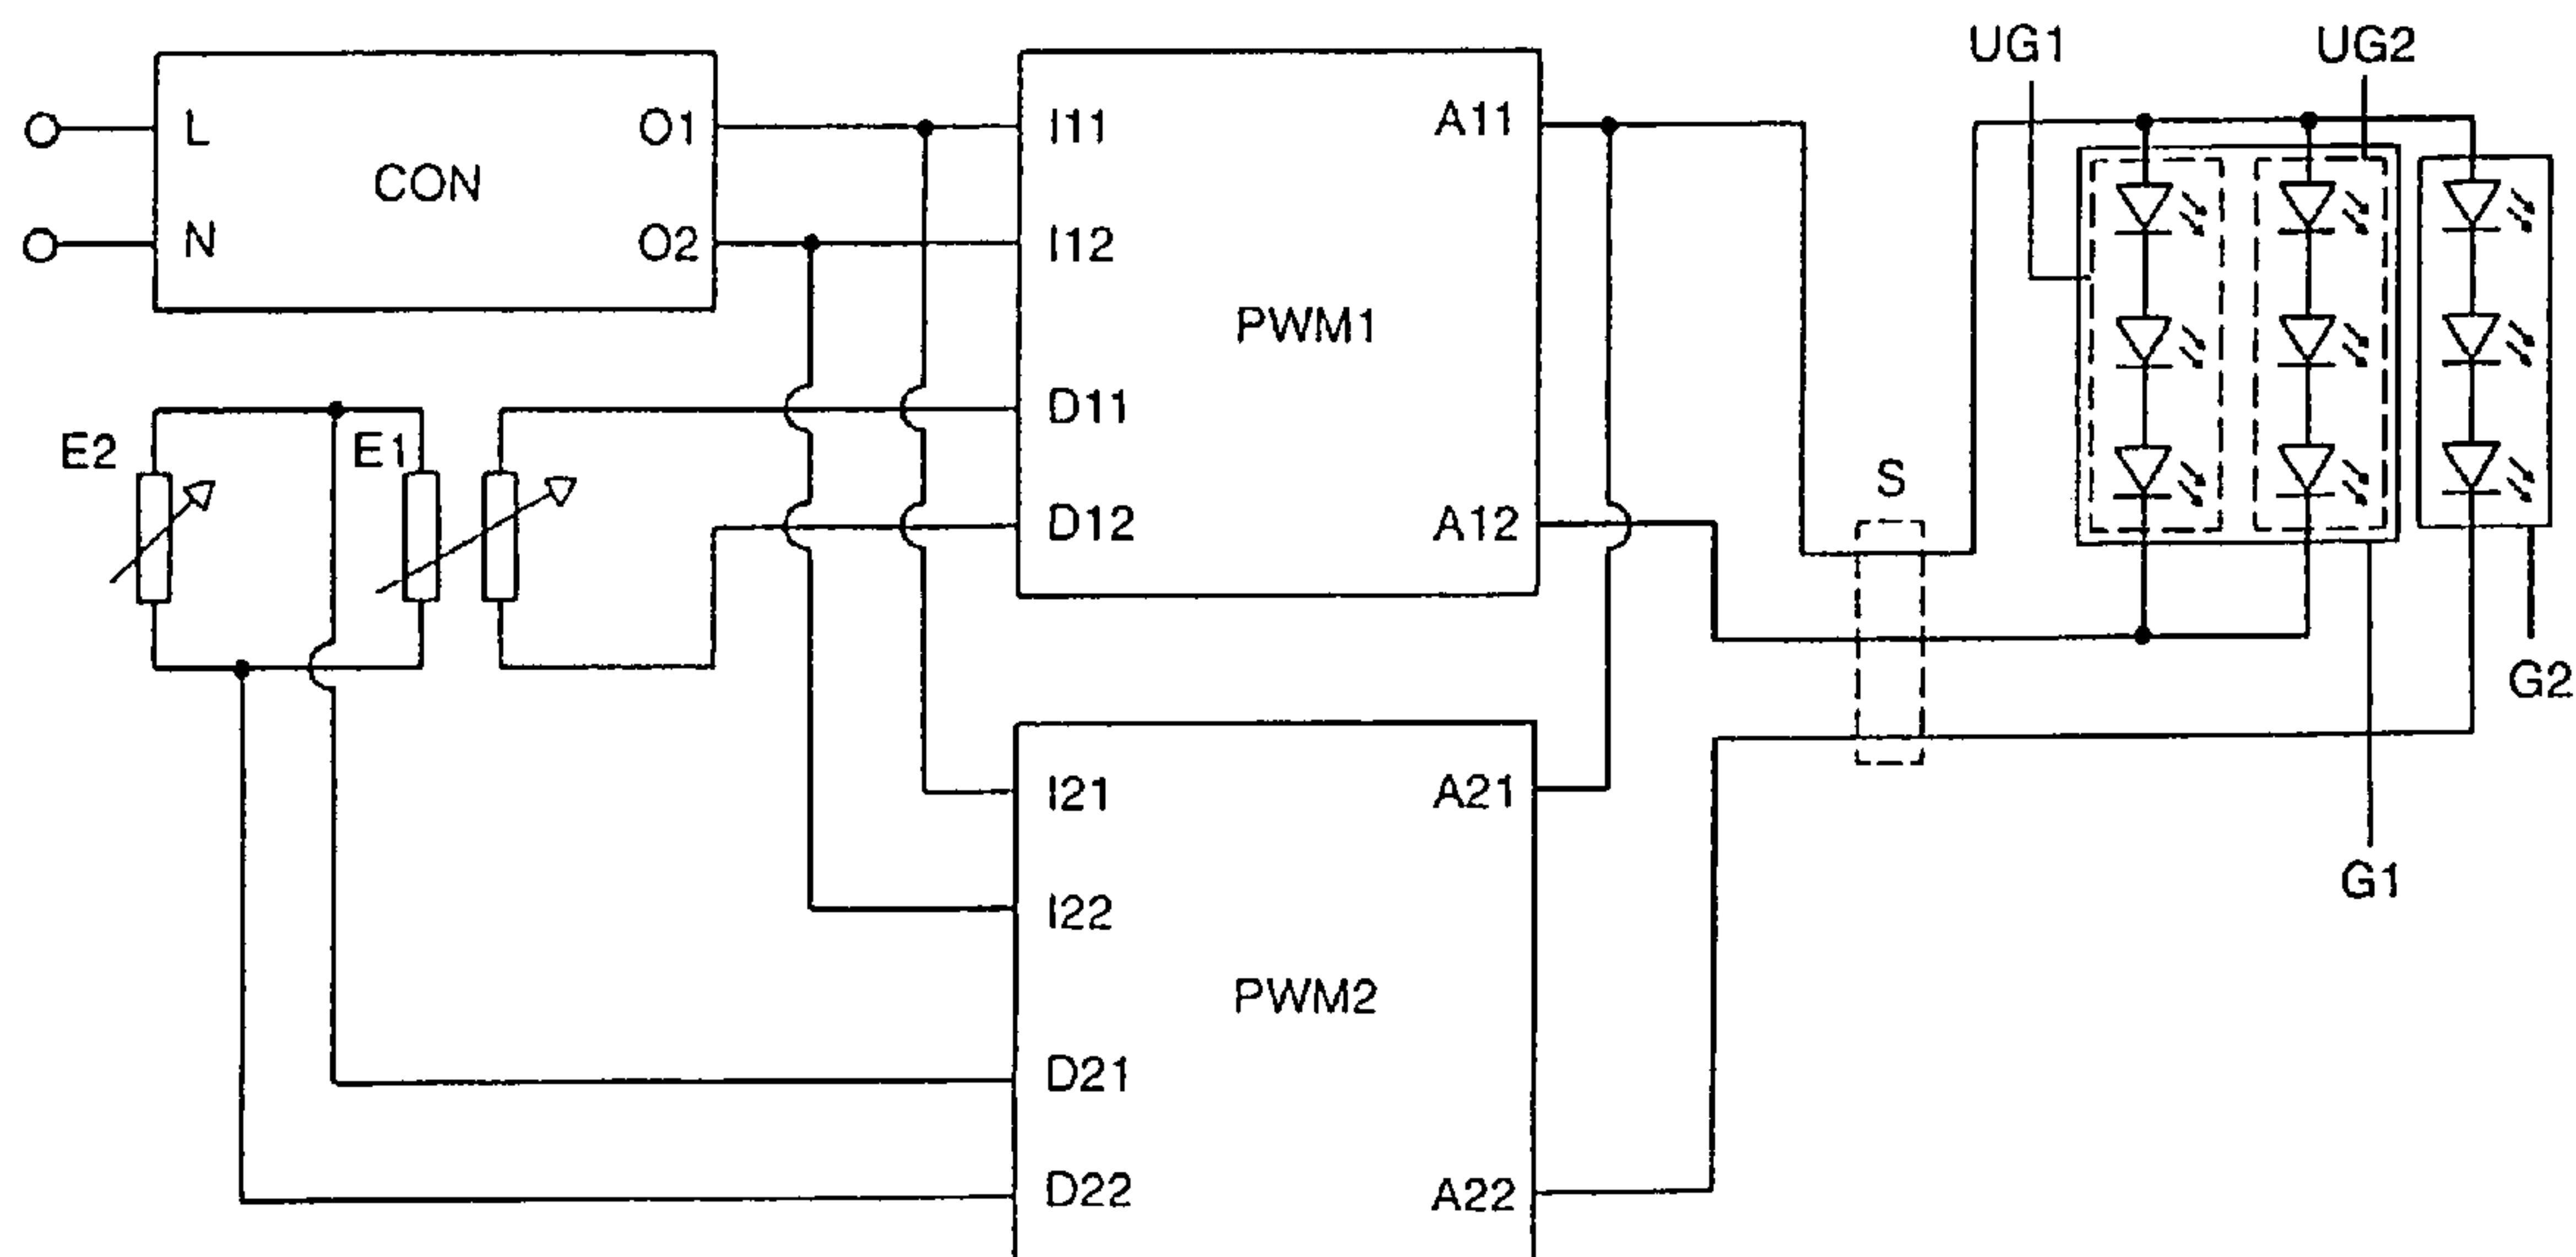 UG1 UG2
L O1 I11 A11
CON
N O2 I12
PWM1
D11
E2 E1
S
D12 A12
G2
I21 A21
G1
I22
PWM2
D21
D22 A22